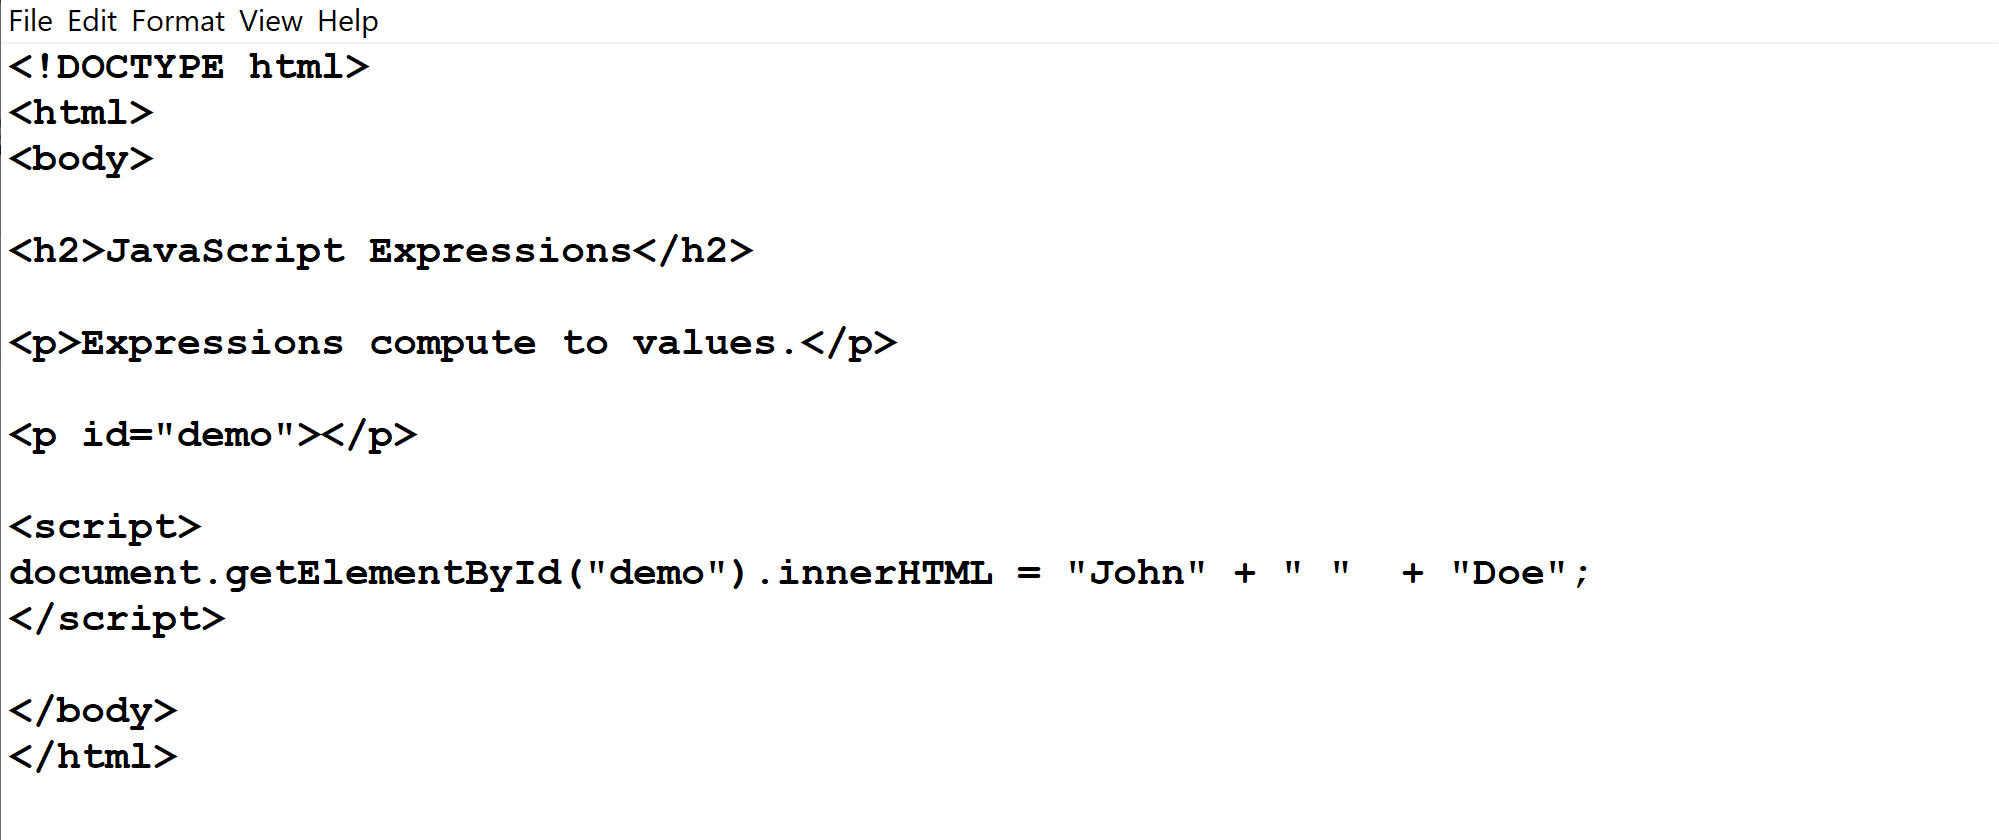 File Edit Format View Help
<!DOCTYPE html>
<html>
<body>
<h2>JavaScript Expressions</h2>
<p>Expressions compute to values.</p>
<p id="demo"></p>
<script>
document.getElementById("demo").innerHTML = "John" + " "  + "Doe";
</script>
</body>
</html>